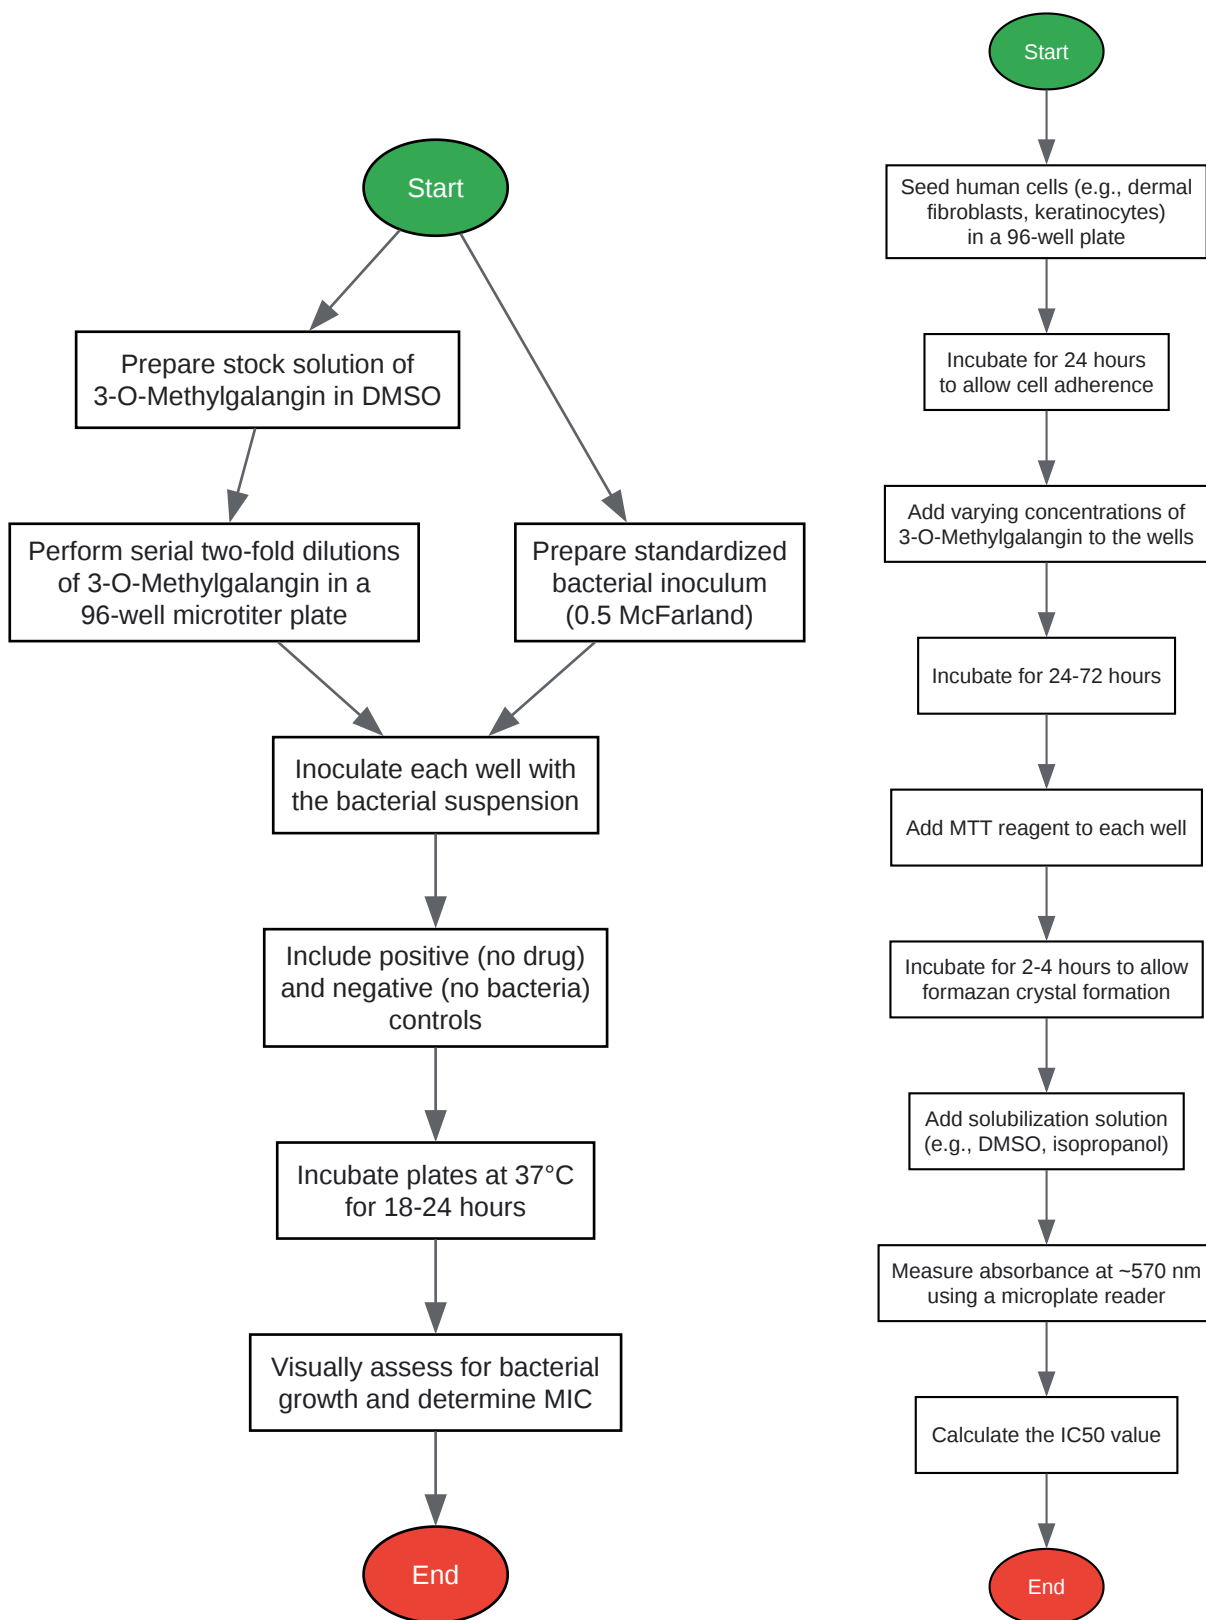 Start
Prepare stock solution of
3-O-Methylgalangin in DMSO
Perform serial two-fold dilutions
of 3-O-Methylgalangin in a
96-well microtiter plate
Prepare standardized
bacterial inoculum
(0.5 McFarland)
Inoculate each well with
the bacterial suspension
Include positive (no drug)
and negative (no bacteria)
controls
Incubate plates at 37°C
for 18-24 hours
Visually assess for bacterial
growth and determine MIC
End
Start
Seed human cells (e.g., dermal
fibroblasts, keratinocytes)
in a 96-well plate
Incubate for 24 hours
to allow cell adherence
Add varying concentrations of
3-O-Methylgalangin to the wells
Incubate for 24-72 hours
Add MTT reagent to each well
Incubate for 2-4 hours to allow
formazan crystal formation
Add solubilization solution
(e.g., DMSO, isopropanol)
Measure absorbance at ~570 nm
using a microplate reader
Calculate the IC50 value
End